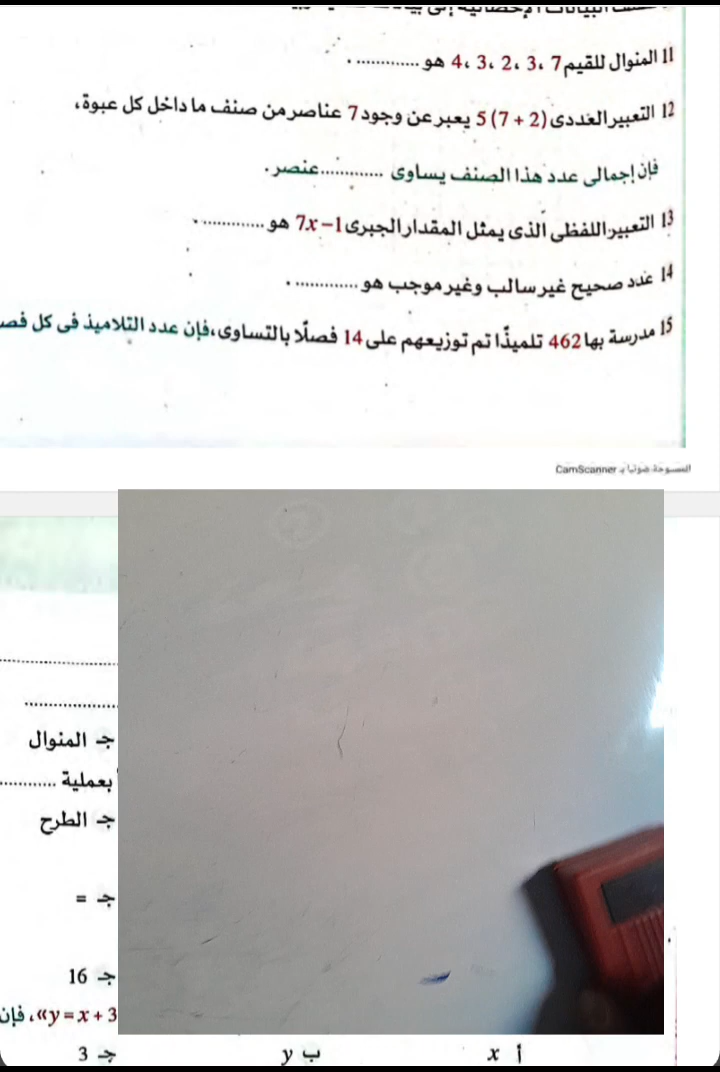 11 المنوال للقيم 7 ،3 ،2 ،3 ،4 هو ..............
12 التعبير العددى 5 (7 + 2) يعبر عن وجود 7 عناصر من صنف ما داخل كل عبوة،
فإن إجمالى عدد هذا الصنف يساوى .............. عنصر.
13 التعبير اللفظى الذى يمثل المقدار الجبرى 7x – 1 هو ..............
14 عدد صحيح غير سالب وغير موجب هو ..............
15 مدرسة بها 462 تلميذًا تم توزيعهم على 14 فصلًا بالتساوى، فإن عدد التلاميذ فى كل
الممسوحة ضوئيا بـ CamScanner
جـ المنوال
بعملية ..........
جـ الطرح
جـ =
جـ 16
y = x + 3»، فإن
أ x ب y جـ 3